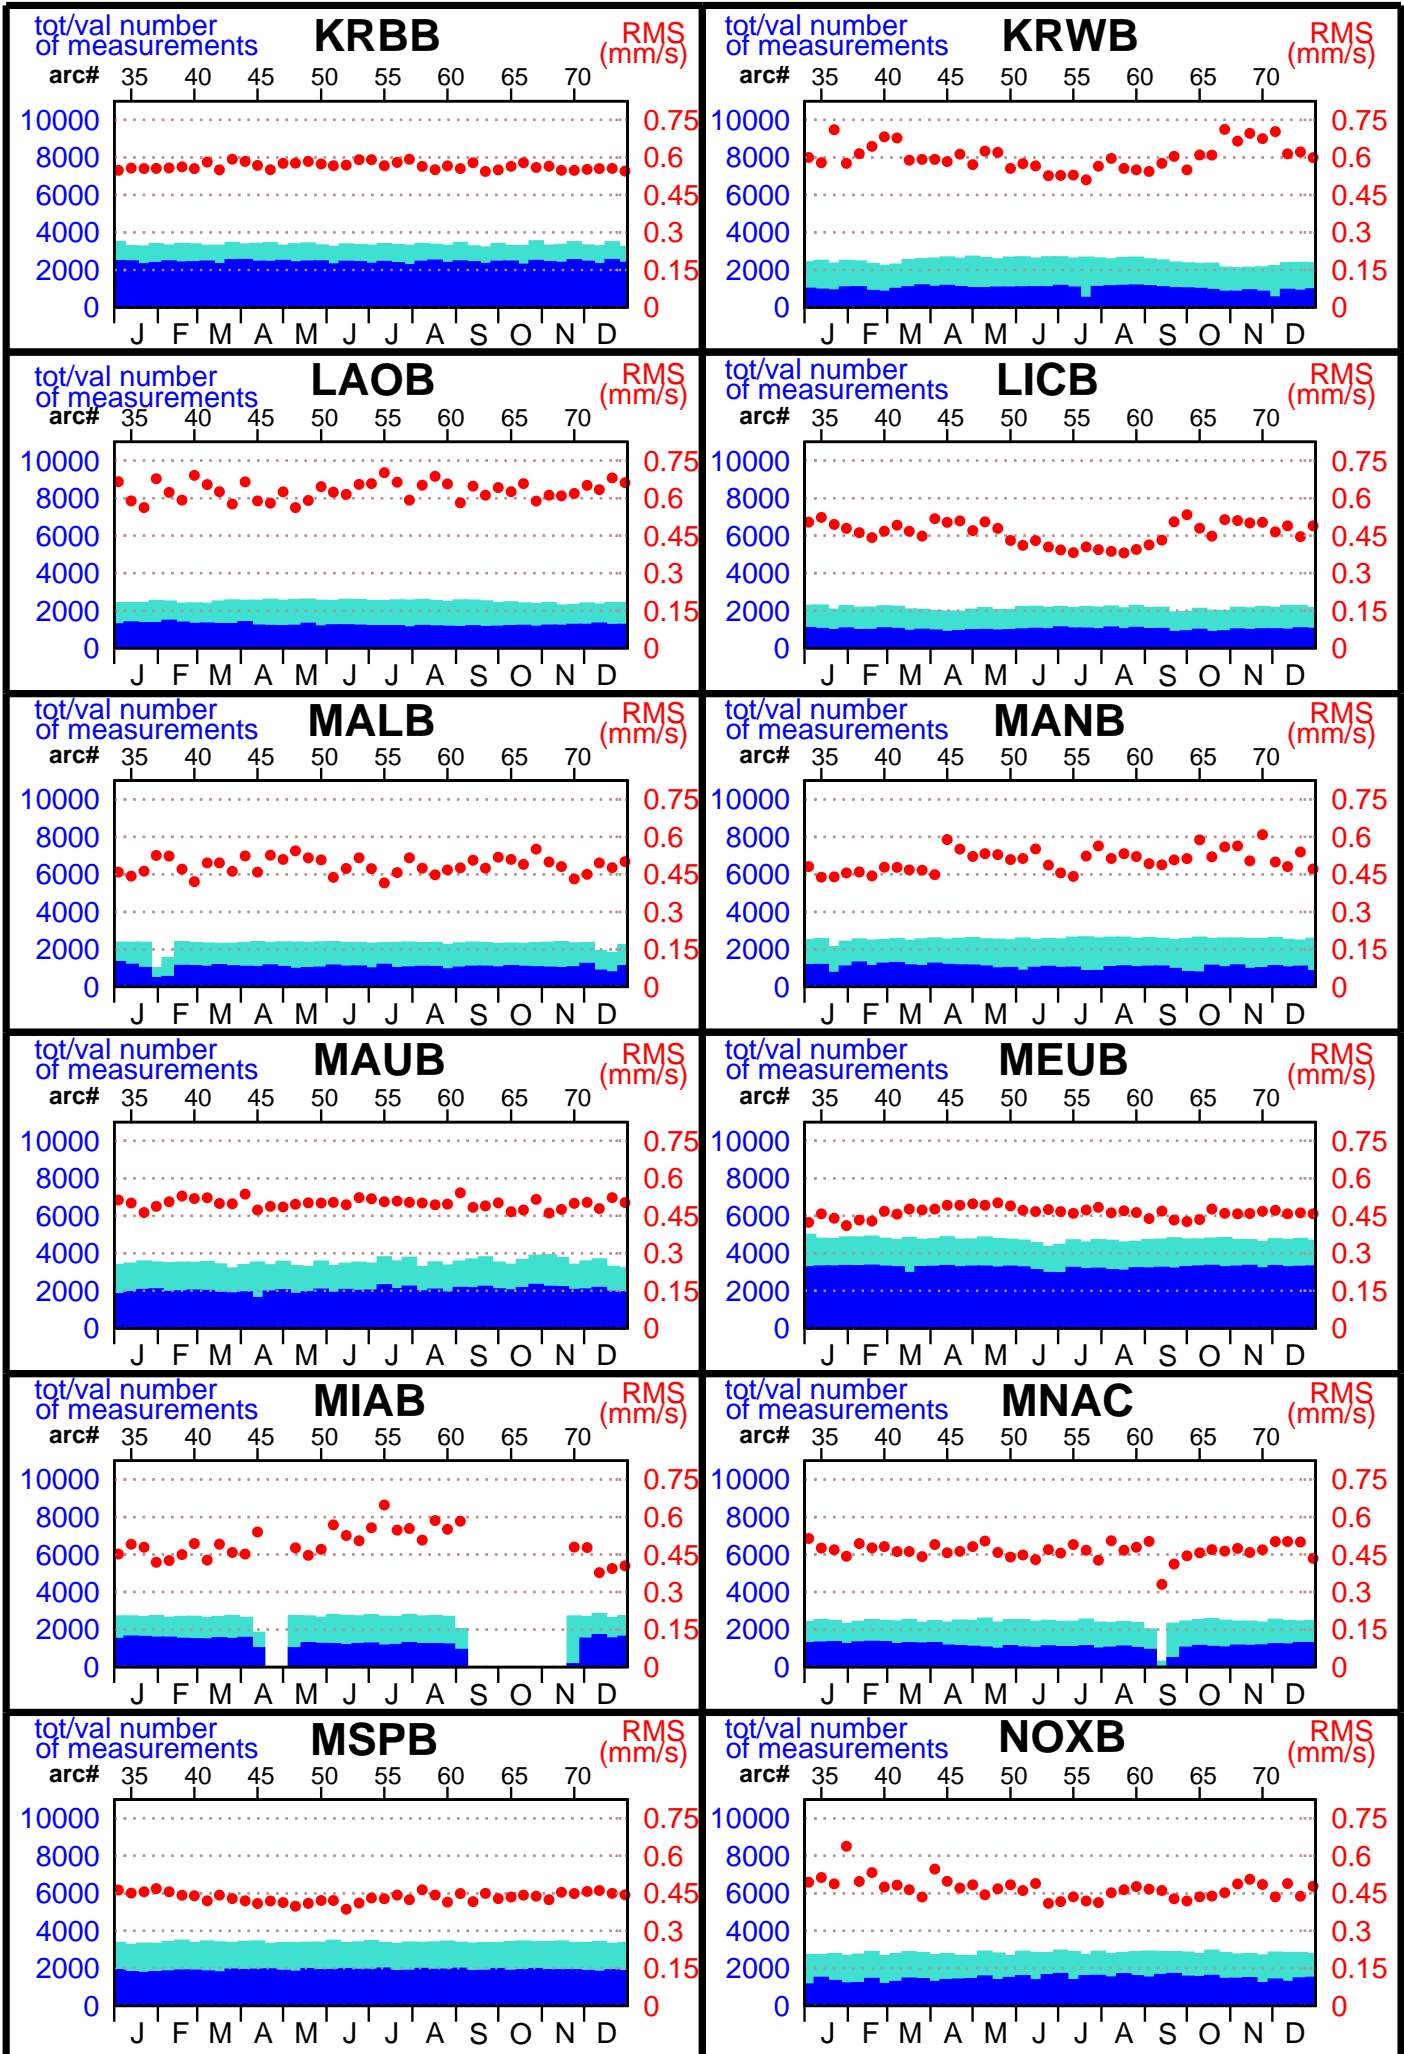 tot/val number
of measurements
KRBB
RMS
(mm/s)
arc# 35 40 45 50 55 60 65 70
10000 0.75
8000 0.6
6000 0.45
4000 0.3
2000 0.15
0 0
J F M A M J J A S O N D
tot/val number
of measurements
KRWB
RMS
(mm/s)
arc# 35 40 45 50 55 60 65 70
10000 0.75
8000 0.6
6000 0.45
4000 0.3
2000 0.15
0 0
J F M A M J J A S O N D
tot/val number
of measurements
LAOB
RMS
(mm/s)
arc# 35 40 45 50 55 60 65 70
10000 0.75
8000 0.6
6000 0.45
4000 0.3
2000 0.15
0 0
J F M A M J J A S O N D
tot/val number
of measurements
LICB
RMS
(mm/s)
arc# 35 40 45 50 55 60 65 70
10000 0.75
8000 0.6
6000 0.45
4000 0.3
2000 0.15
0 0
J F M A M J J A S O N D
tot/val number
of measurements
MALB
RMS
(mm/s)
arc# 35 40 45 50 55 60 65 70
10000 0.75
8000 0.6
6000 0.45
4000 0.3
2000 0.15
0 0
J F M A M J J A S O N D
tot/val number
of measurements
MANB
RMS
(mm/s)
arc# 35 40 45 50 55 60 65 70
10000 0.75
8000 0.6
6000 0.45
4000 0.3
2000 0.15
0 0
J F M A M J J A S O N D
tot/val number
of measurements
MAUB
RMS
(mm/s)
arc# 35 40 45 50 55 60 65 70
10000 0.75
8000 0.6
6000 0.45
4000 0.3
2000 0.15
0 0
J F M A M J J A S O N D
tot/val number
of measurements
MEUB
RMS
(mm/s)
arc# 35 40 45 50 55 60 65 70
10000 0.75
8000 0.6
6000 0.45
4000 0.3
2000 0.15
0 0
J F M A M J J A S O N D
tot/val number
of measurements
MIAB
RMS
(mm/s)
arc# 35 40 45 50 55 60 65 70
10000 0.75
8000 0.6
6000 0.45
4000 0.3
2000 0.15
0 0
J F M A M J J A S O N D
tot/val number
of measurements
MNAC
RMS
(mm/s)
arc# 35 40 45 50 55 60 65 70
10000 0.75
8000 0.6
6000 0.45
4000 0.3
2000 0.15
0 0
J F M A M J J A S O N D
tot/val number
of measurements
MSPB
RMS
(mm/s)
arc# 35 40 45 50 55 60 65 70
10000 0.75
8000 0.6
6000 0.45
4000 0.3
2000 0.15
0 0
J F M A M J J A S O N D
tot/val number
of measurements
NOXB
RMS
(mm/s)
arc# 35 40 45 50 55 60 65 70
10000 0.75
8000 0.6
6000 0.45
4000 0.3
2000 0.15
0 0
J F M A M J J A S O N D